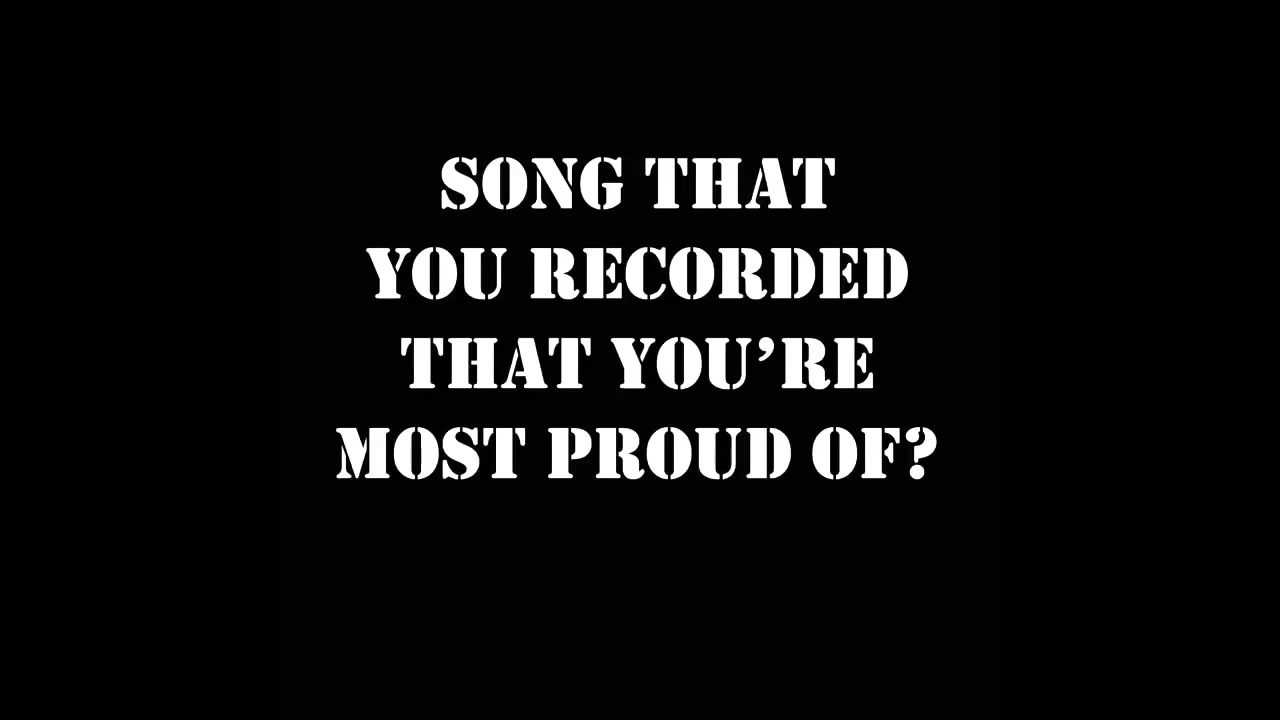 SONG THAT
YOU RECORDED
THAT YOU’RE
MOST PROUD OF?